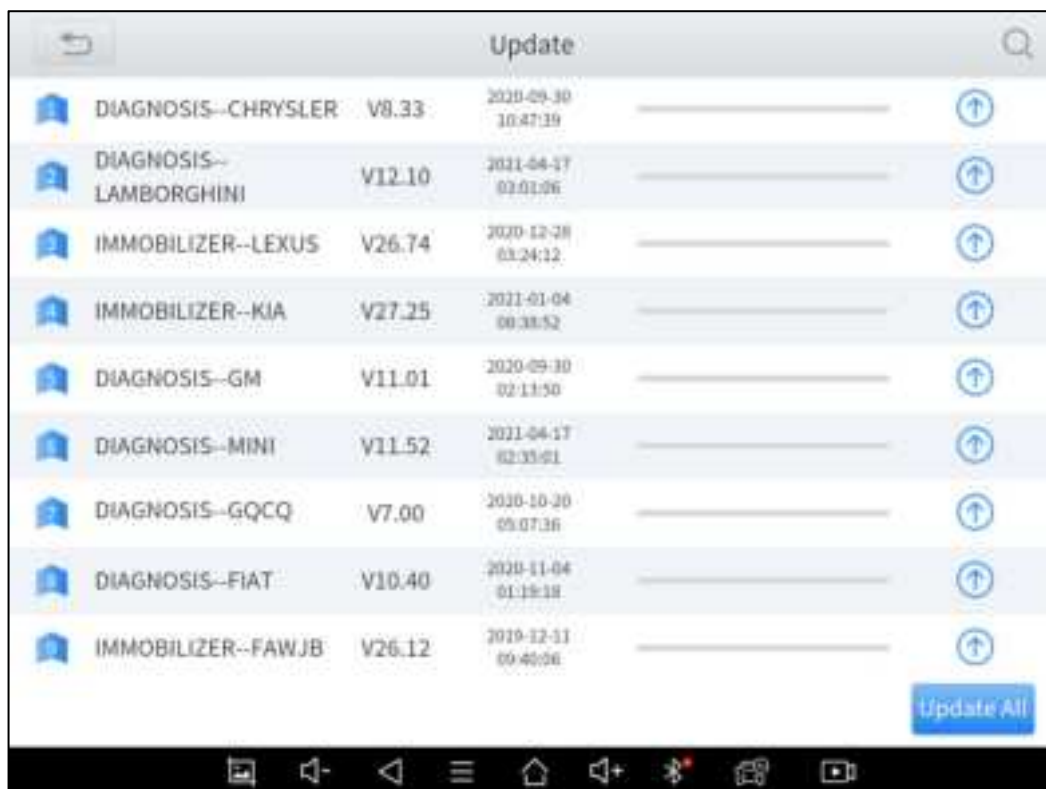 Update
DIAGNOSIS--CHRYSLER V8.33 2020-09-30
10:47:39
DIAGNOSIS-- 2021-04-17
LAMBORGHINI V12.10 03:01:06
IMMOBILIZER--LEXUS V26.74 2020-12-28
03:24:12
IMMOBILIZER--KIA V27.25 2021-01-04
08:38:52
DIAGNOSIS--GM V11.01 2020-09-30
02:13:50
DIAGNOSIS--MINI V11.52 2021-04-17
02:35:01
DIAGNOSIS--GQCQ V7.00 2020-10-20
05:07:36
DIAGNOSIS--FIAT V10.40 2020-11-04
01:19:18
IMMOBILIZER--FAWJB V26.12 2019-12-11
09:40:06
Update All